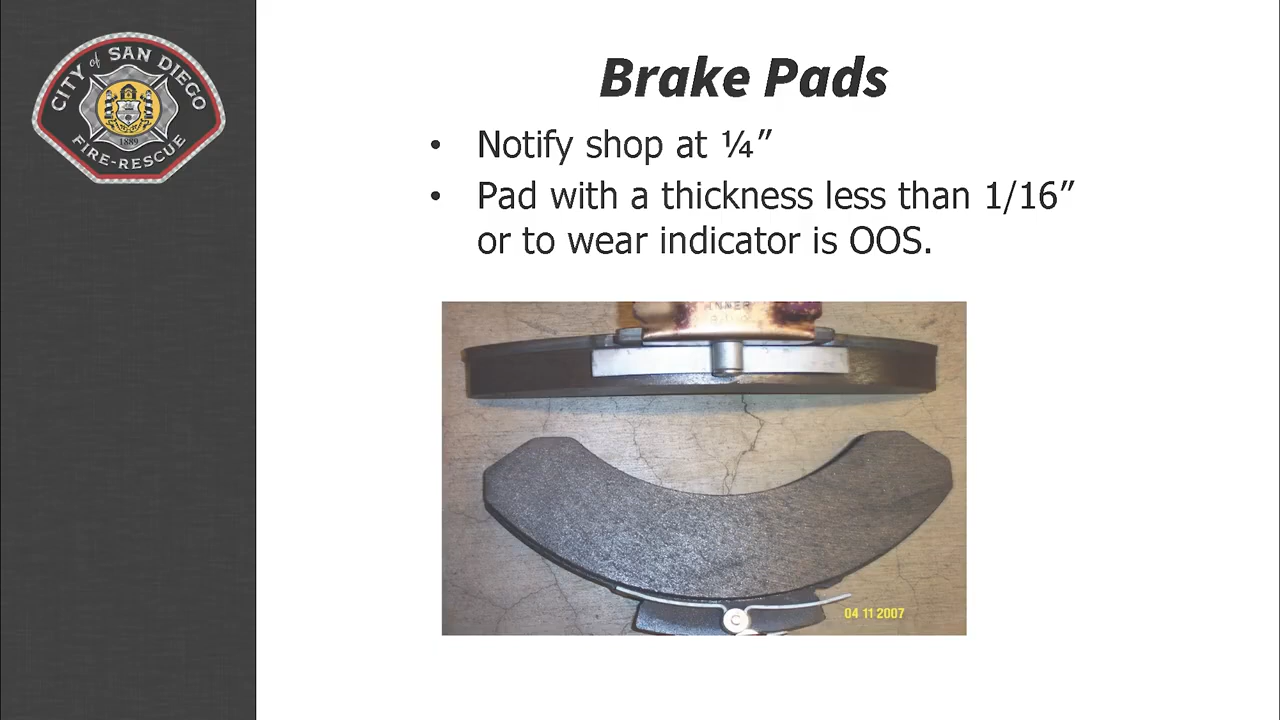 CITY of SAN DIEGO
1889
FIRE-RESCUE
Brake Pads
• Notify shop at ¼”
• Pad with a thickness less than 1/16”
or to wear indicator is OOS.
C
04 11 2007